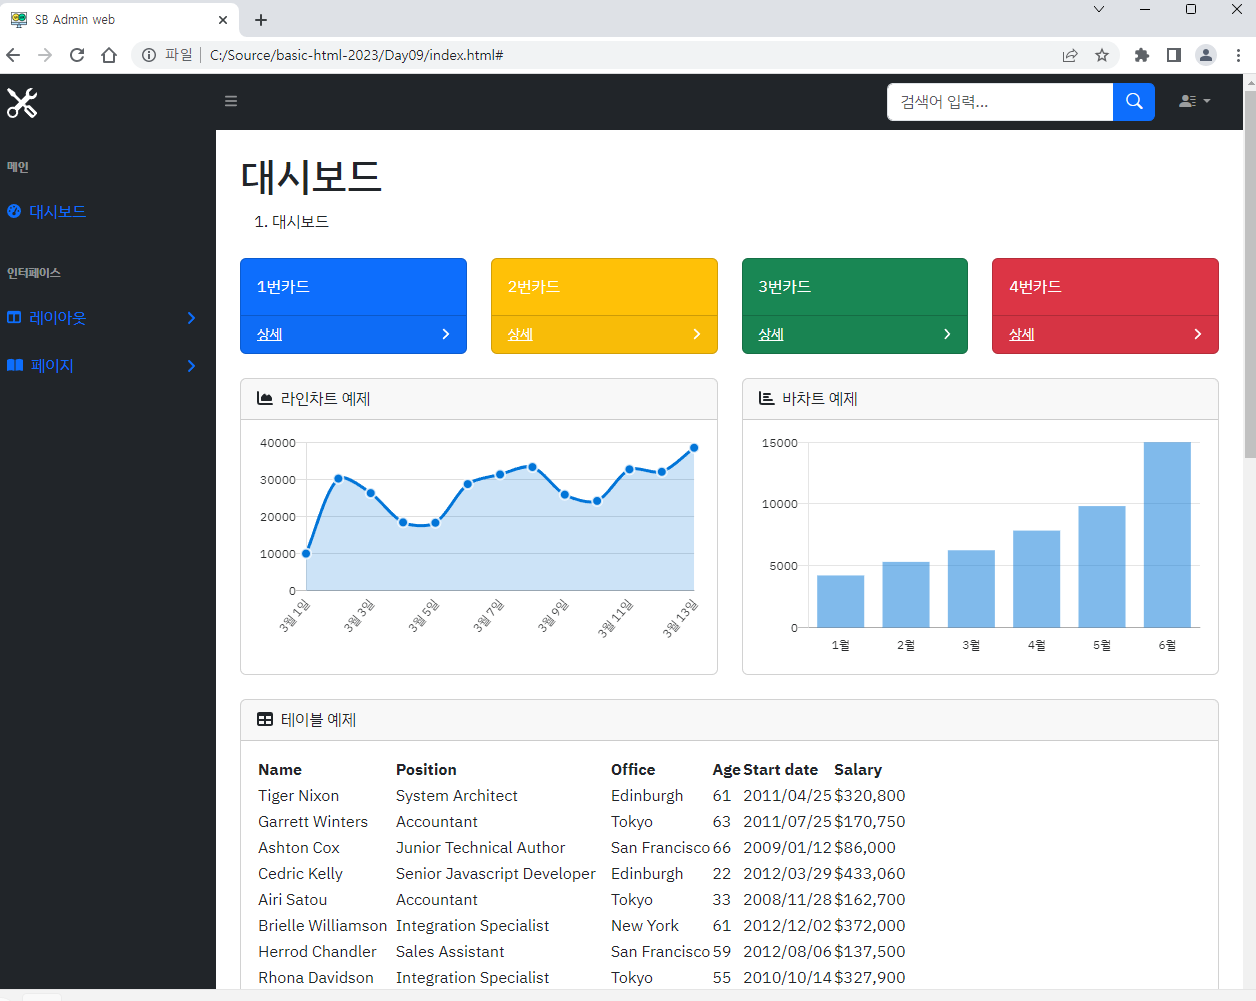 SB Admin web
파일 C:/Source/basic-html-2023/Day09/index.html#
검색어 입력...
메인
대시보드
인터페이스
레이아웃
페이지
대시보드
1. 대시보드
1번카드
상세
2번카드
상세
3번카드
상세
4번카드
상세
라인차트 예제
40000
30000
20000
10000
0
3월 1일 3월 3일 3월 5일 3월 7일 3월 9일 3월 11일 3월 13일
바차트 예제
15000
10000
5000
0
1월 2월 3월 4월 5월 6월
테이블 예제
Name Position Office Age Start date Salary
Tiger Nixon System Architect Edinburgh 61 2011/04/25 $320,800
Garrett Winters Accountant Tokyo 63 2011/07/25 $170,750
Ashton Cox Junior Technical Author San Francisco 66 2009/01/12 $86,000
Cedric Kelly Senior Javascript Developer Edinburgh 22 2012/03/29 $433,060
Airi Satou Accountant Tokyo 33 2008/11/28 $162,700
Brielle Williamson Integration Specialist New York 61 2012/12/02 $372,000
Herrod Chandler Sales Assistant San Francisco 59 2012/08/06 $137,500
Rhona Davidson Integration Specialist Tokyo 55 2010/10/14 $327,900